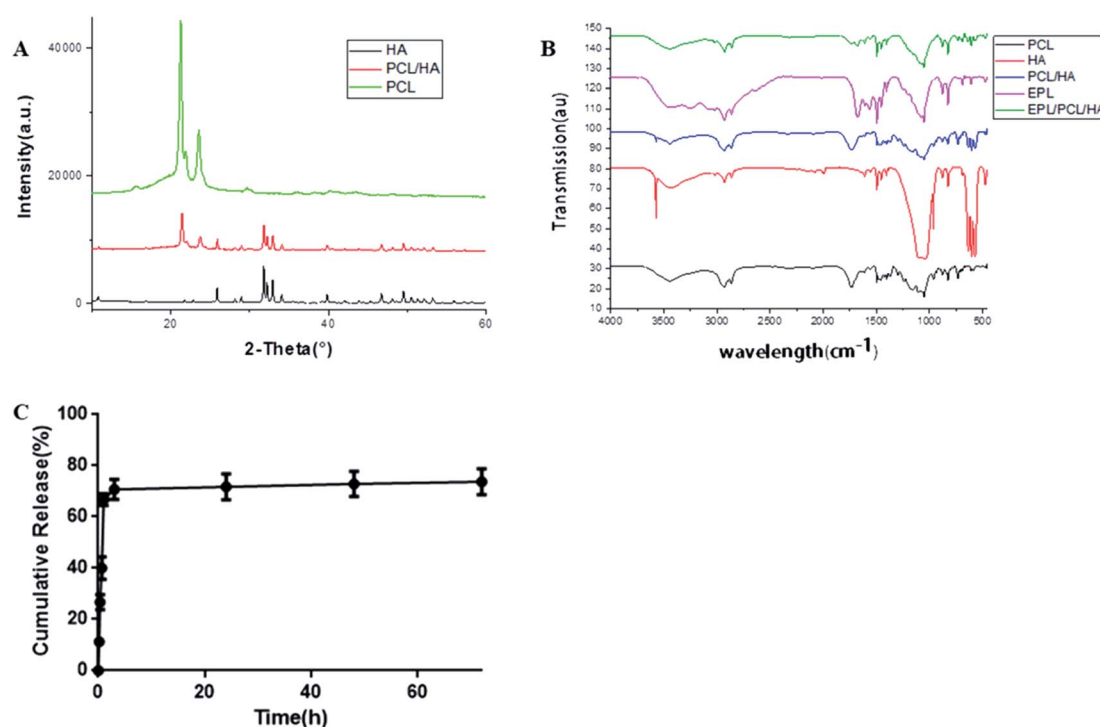 A
Intensity(a.u.)
40000
20000
0
HA
PCL/HA
PCL
20
40
60
2-Theta(°)
B
Transmission(au)
150
140
130
120
110
100
90
80
70
60
50
40
30
20
10
PCL
HA
PCL/HA
EPL
EPL/PCL/HA
4000
3500
3000
2500
2000
1500
1000
500
wavelength(cm⁻¹)
C
Cumulative Release(%)
100
80
60
40
20
0
0
20
40
60
Time(h)